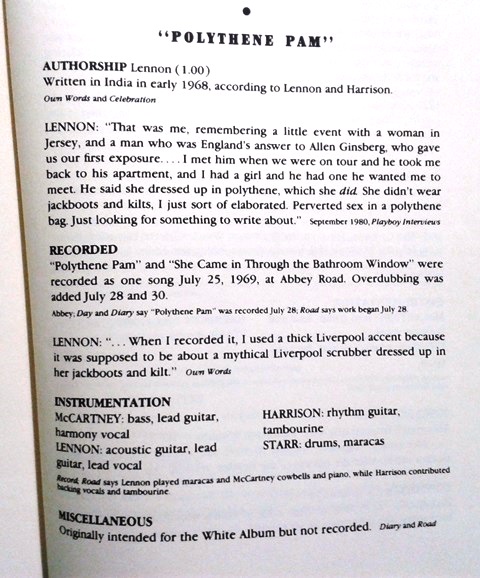 "POLYTHENE PAM"
AUTHORSHIP Lennon (1.00)
Written in India in early 1968, according to Lennon and Harrison.
Own Words and Celebration
LENNON: "That was me, remembering a little event with a woman in
Jersey, and a man who was England's answer to Allen Ginsberg, who gave
us our first exposure. . . . I met him when we were on tour and he took me
back to his apartment, and I had a girl and he had one he wanted me to
meet. He said she dressed up in polythene, which she did. She didn't wear
jackboots and kilts, I just sort of elaborated. Perverted sex in a polythene
bag. Just looking for something to write about." September 1980, Playboy Interviews
RECORDED
"Polythene Pam" and "She Came in Through the Bathroom Window" were
recorded as one song July 25, 1969, at Abbey Road. Overdubbing was
added July 28 and 30.
Abbey; Day and Diary say "Polythene Pam" was recorded July 28; Road says work began July 28.
LENNON: ". . . When I recorded it, I used a thick Liverpool accent because
it was supposed to be about a mythical Liverpool scrubber dressed up in
her jackboots and kilt." Own Words
INSTRUMENTATION
McCARTNEY: bass, lead guitar,
harmony vocal
LENNON: acoustic guitar, lead
guitar, lead vocal
HARRISON: rhythm guitar,
tambourine
STARR: drums, maracas
Record; Road says Lennon played maracas and McCartney cowbells and piano, while Harrison contributed
backing vocals and tambourine.
MISCELLANEOUS
Originally intended for the White Album but not recorded. Diary and Road